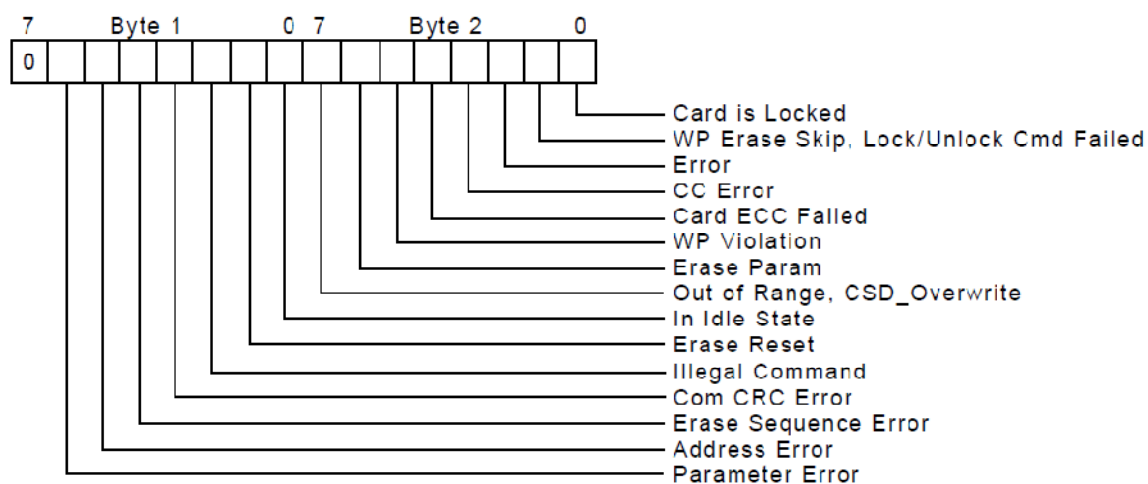 7 Byte 1 0 7 Byte 2 0
0
Card is Locked
WP Erase Skip, Lock/Unlock Cmd Failed
Error
CC Error
Card ECC Failed
WP Violation
Erase Param
Out of Range, CSD_Overwrite
In Idle State
Erase Reset
Illegal Command
Com CRC Error
Erase Sequence Error
Address Error
Parameter Error